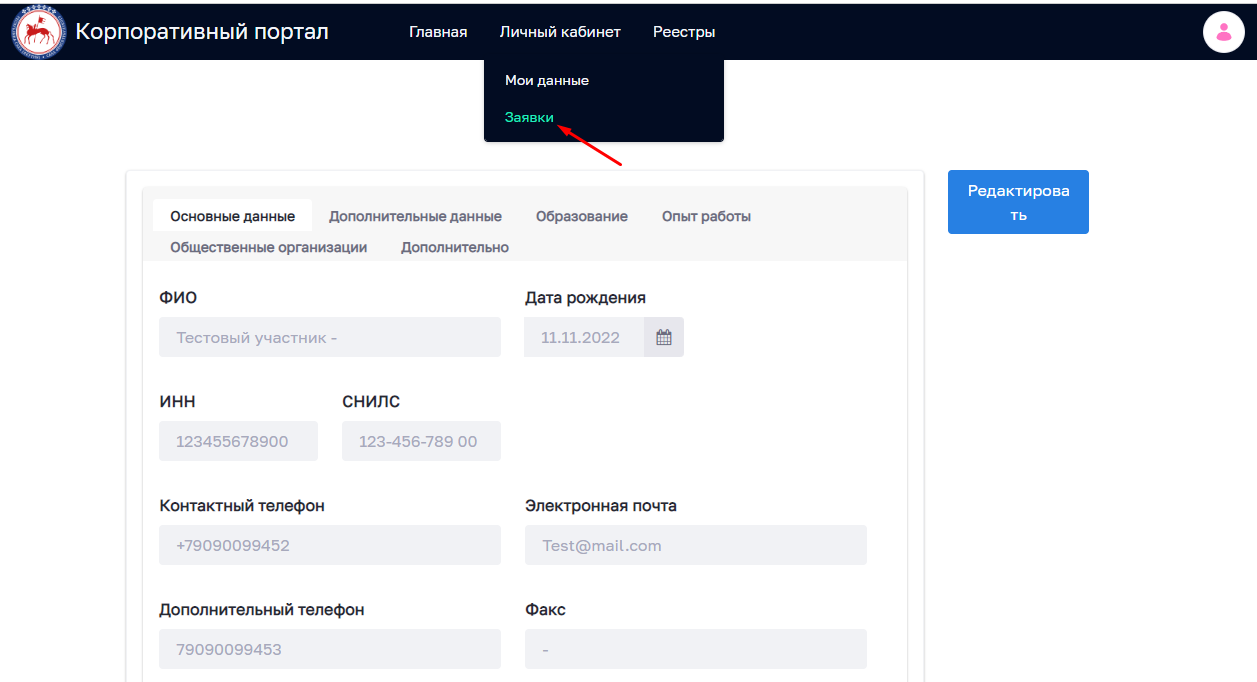 Корпоративный портал
Главная
Личный кабинет
Реестры
Мои данные
Заявки
Редактирова
ть
Основные данные
Дополнительные данные
Образование
Опыт работы
Общественные организации
Дополнительно
ФИО
Дата рождения
Тестовый участник -
11.11.2022
ИНН
СНИЛС
123455678900
123-456-789 00
Контактный телефон
Электронная почта
+79090099452
Test@mail.com
Дополнительный телефон
Факс
79090099453
-